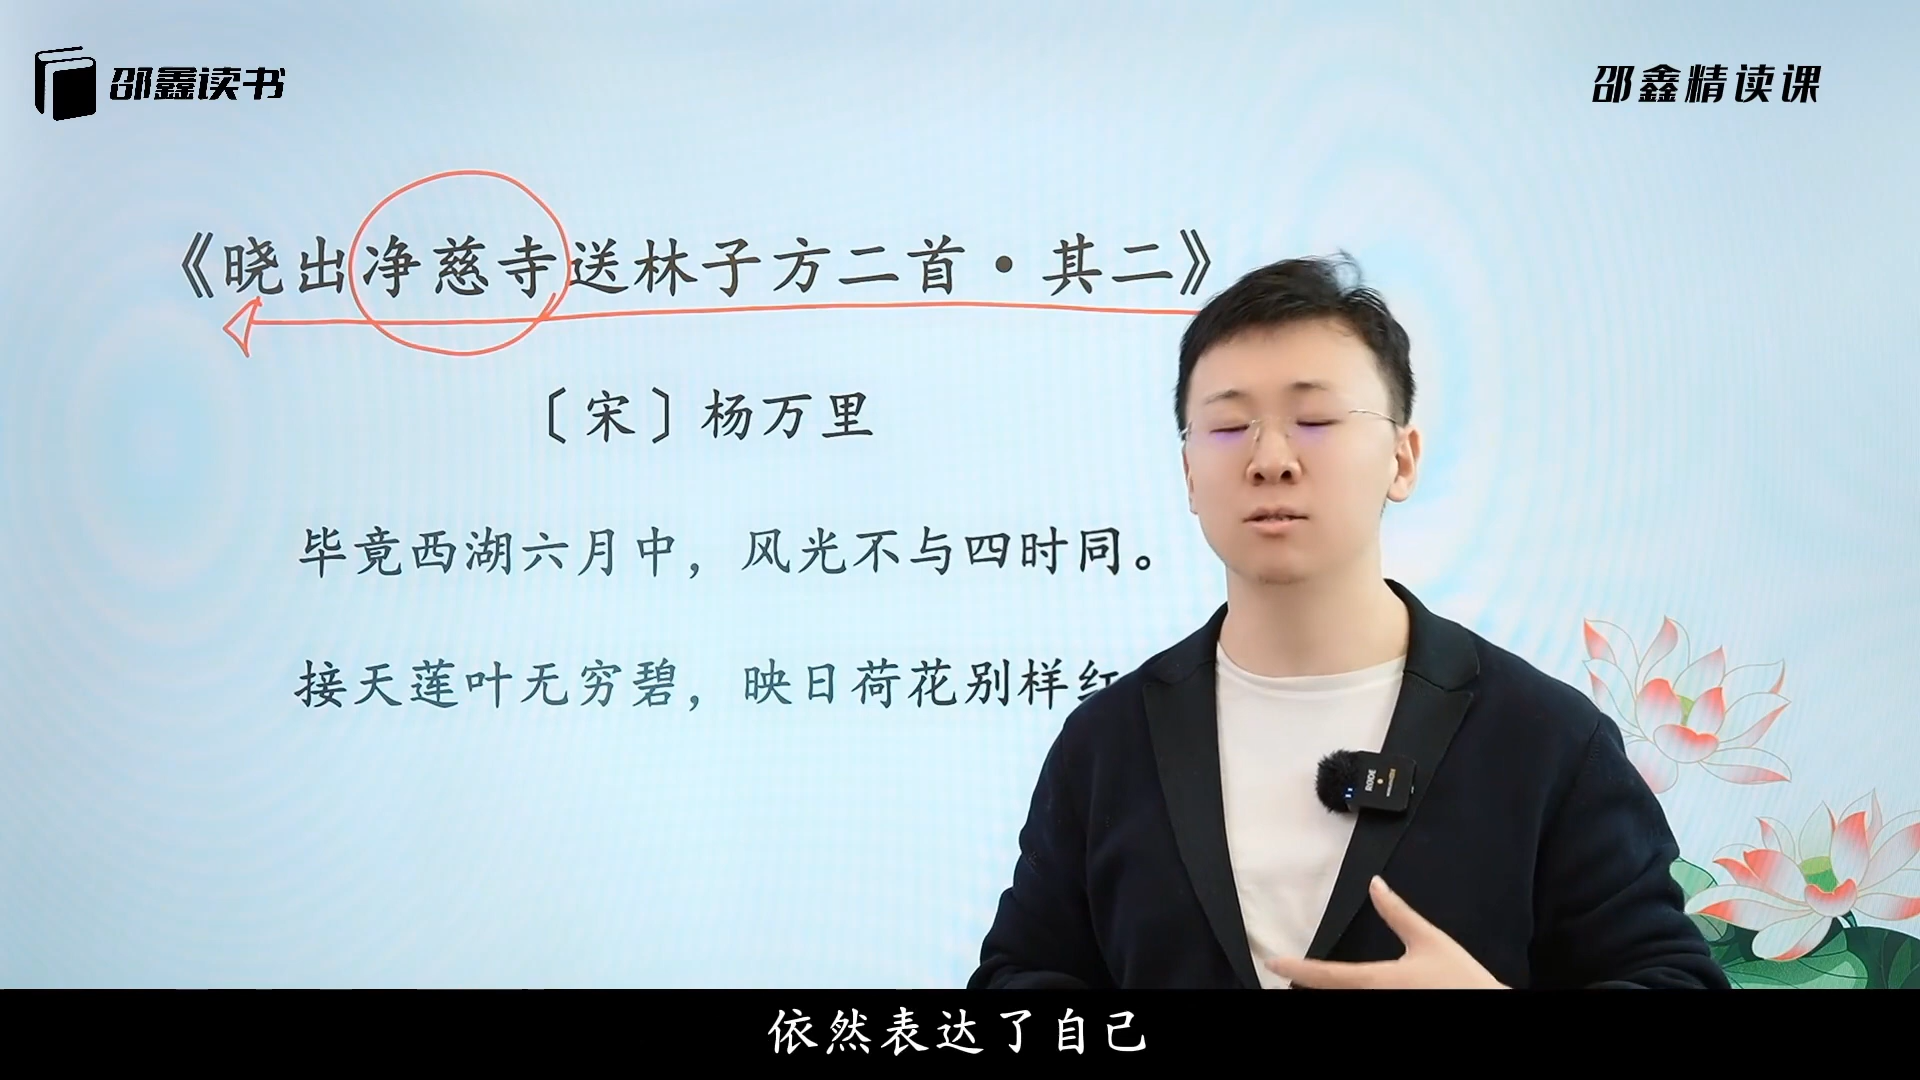 邵鑫读书
邵鑫精读课
《晓出净慈寺送林子方二首·其二》
〔宋〕杨万里
毕竟西湖六月中，风光不与四时同。
接天莲叶无穷碧，映日荷花别样红
RODE
依然表达了自己